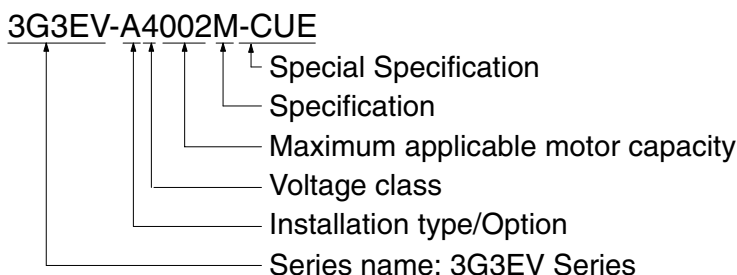 3G3EV-A4002M-CUE
Special Specification
Specification
Maximum applicable motor capacity
Voltage class
Installation type/Option
Series name: 3G3EV Series